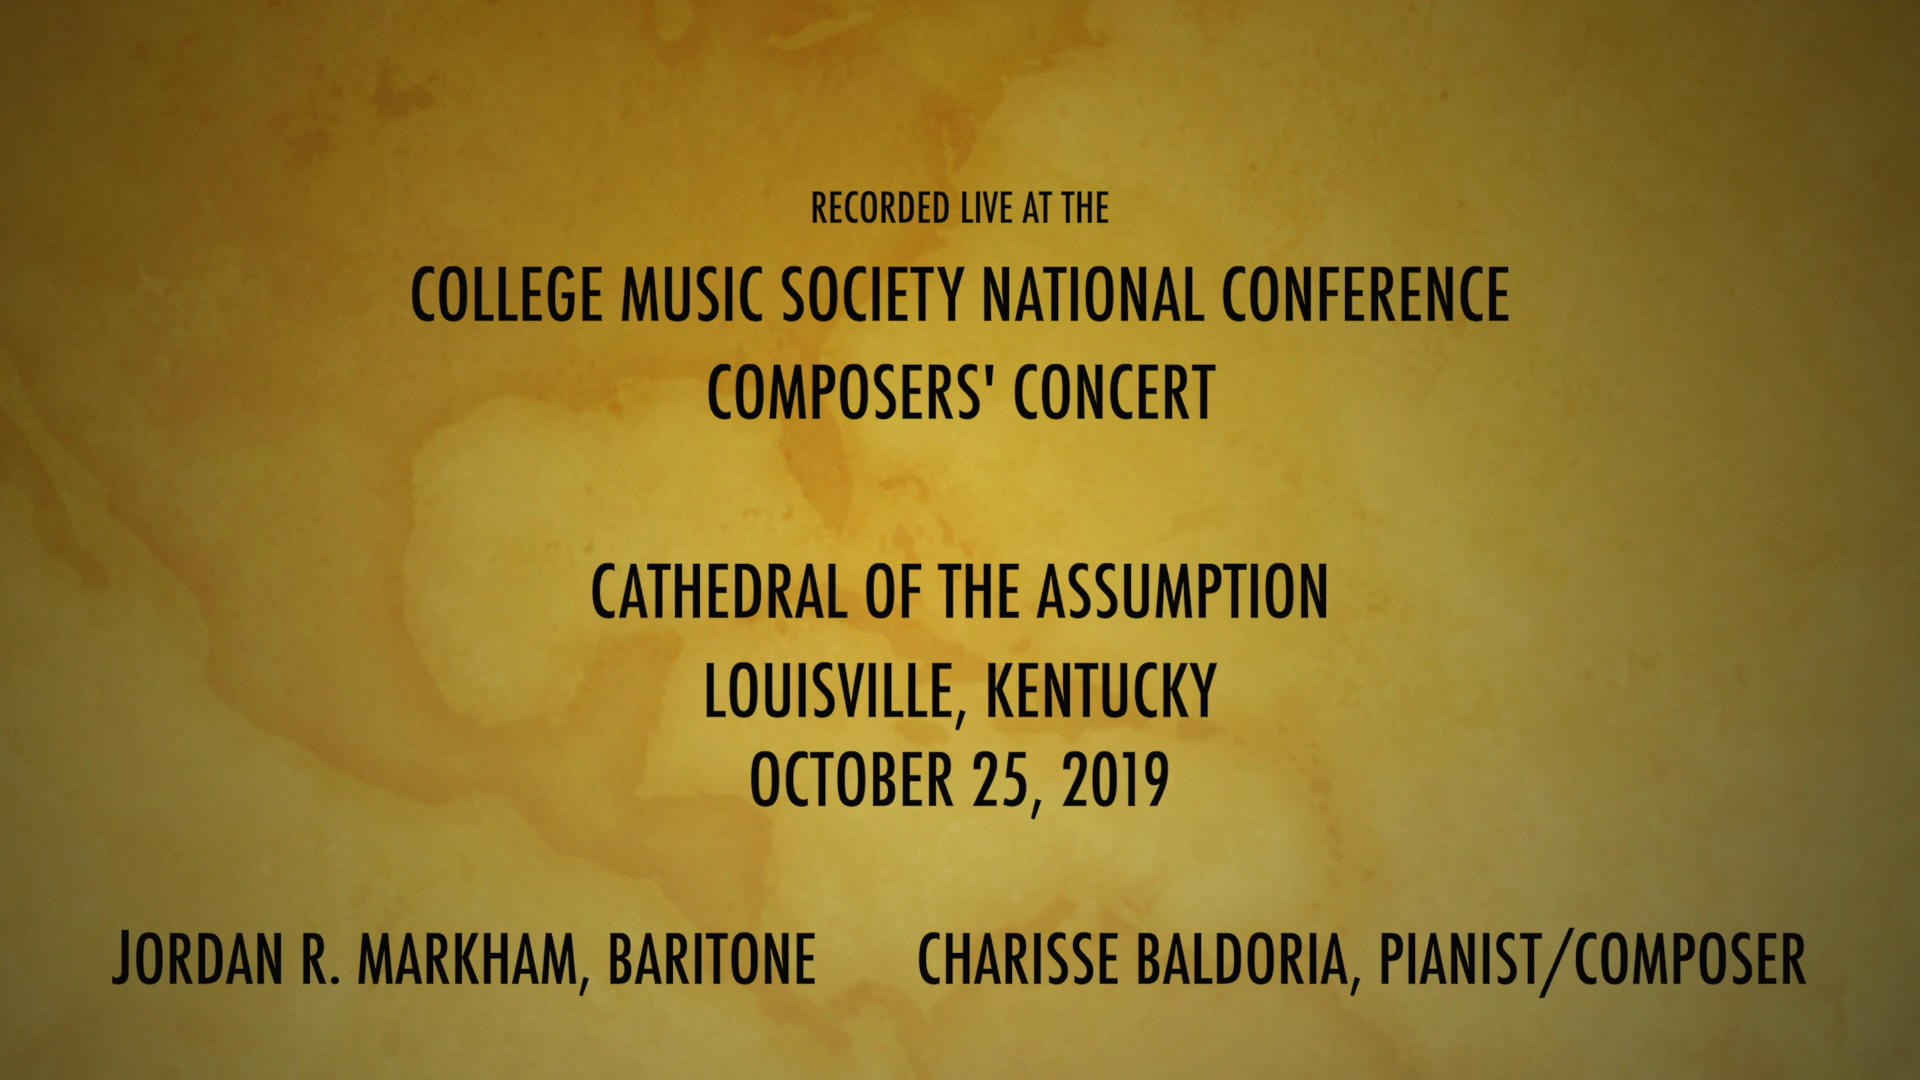 RECORDED LIVE AT THE
COLLEGE MUSIC SOCIETY NATIONAL CONFERENCE
COMPOSERS' CONCERT
CATHEDRAL OF THE ASSUMPTION
LOUISVILLE, KENTUCKY
OCTOBER 25, 2019
JORDAN R. MARKHAM, BARITONE CHARISSE BALDORIA, PIANIST/COMPOSER